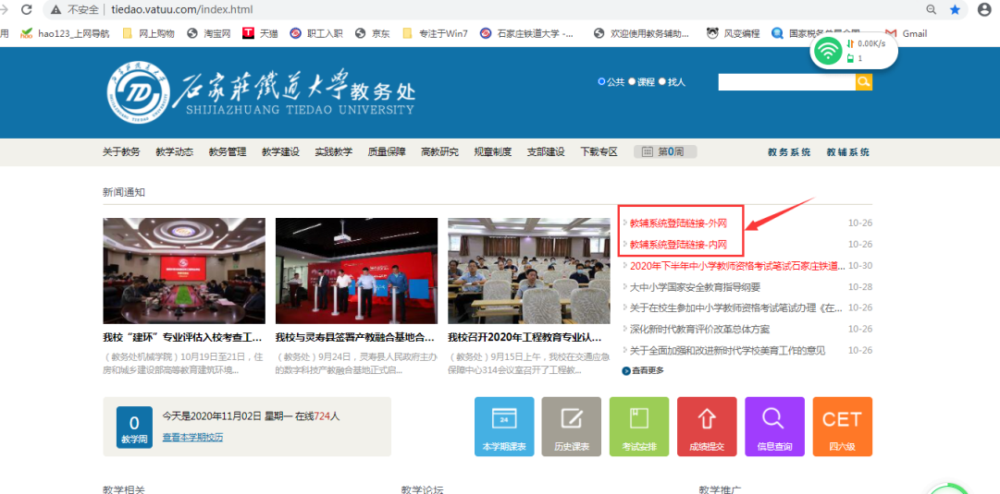 不安全 | tiedao.vatuu.com/index.html
用 hao123_上网导航 网上购物 淘宝网 天猫 职工入职 京东 专注于Win7 石家庄铁道大学 -... 欢迎使用教务辅助... 风变编程 Gmail
0.00K/s
1
石家莊鐵道大学教务处
SHIJIAZHUANG TIEDAO UNIVERSITY
公共 课程 找人
关于教务 教学动态 教务管理 教学建设 实践教学 质量保障 高教研究 规章制度 支部建设 下载专区 第0周 教务系统 教辅系统
新闻通知
教辅系统登陆链接-外网 10-26
教辅系统登陆链接-内网 10-26
2020年下半年中小学教师资格考试笔试石家庄铁道... 10-30
大中小学国家安全教育指导纲要 10-28
关于在校生参加中小学教师资格考试笔试办理《在... 10-26
深化新时代教育评价改革总体方案 10-26
关于全面加强和改进新时代学校美育工作的意见 10-26
查看更多
我校“建环”专业评估入校考查工...
（教务处机械学院）10月19日至21日，住
房和城乡建设部高等教育建筑环境...
我校与灵寿县签署产教融合基地合...
（教务处）9月24日，灵寿县人民政府主办
的数字科技产教融合基地正式启...
我校召开2020年工程教育专业认...
（教务处）9月15日上午，我校在交通应急
保障中心314会议室召开了工程教...
0
教学周
今天是2020年11月02日 星期一 在线724人
查看本学期校历
24
本学期课表
历史课表
考试安排
成绩提交
信息查询
CET
四六级
教学相关 教学论坛 教学推广